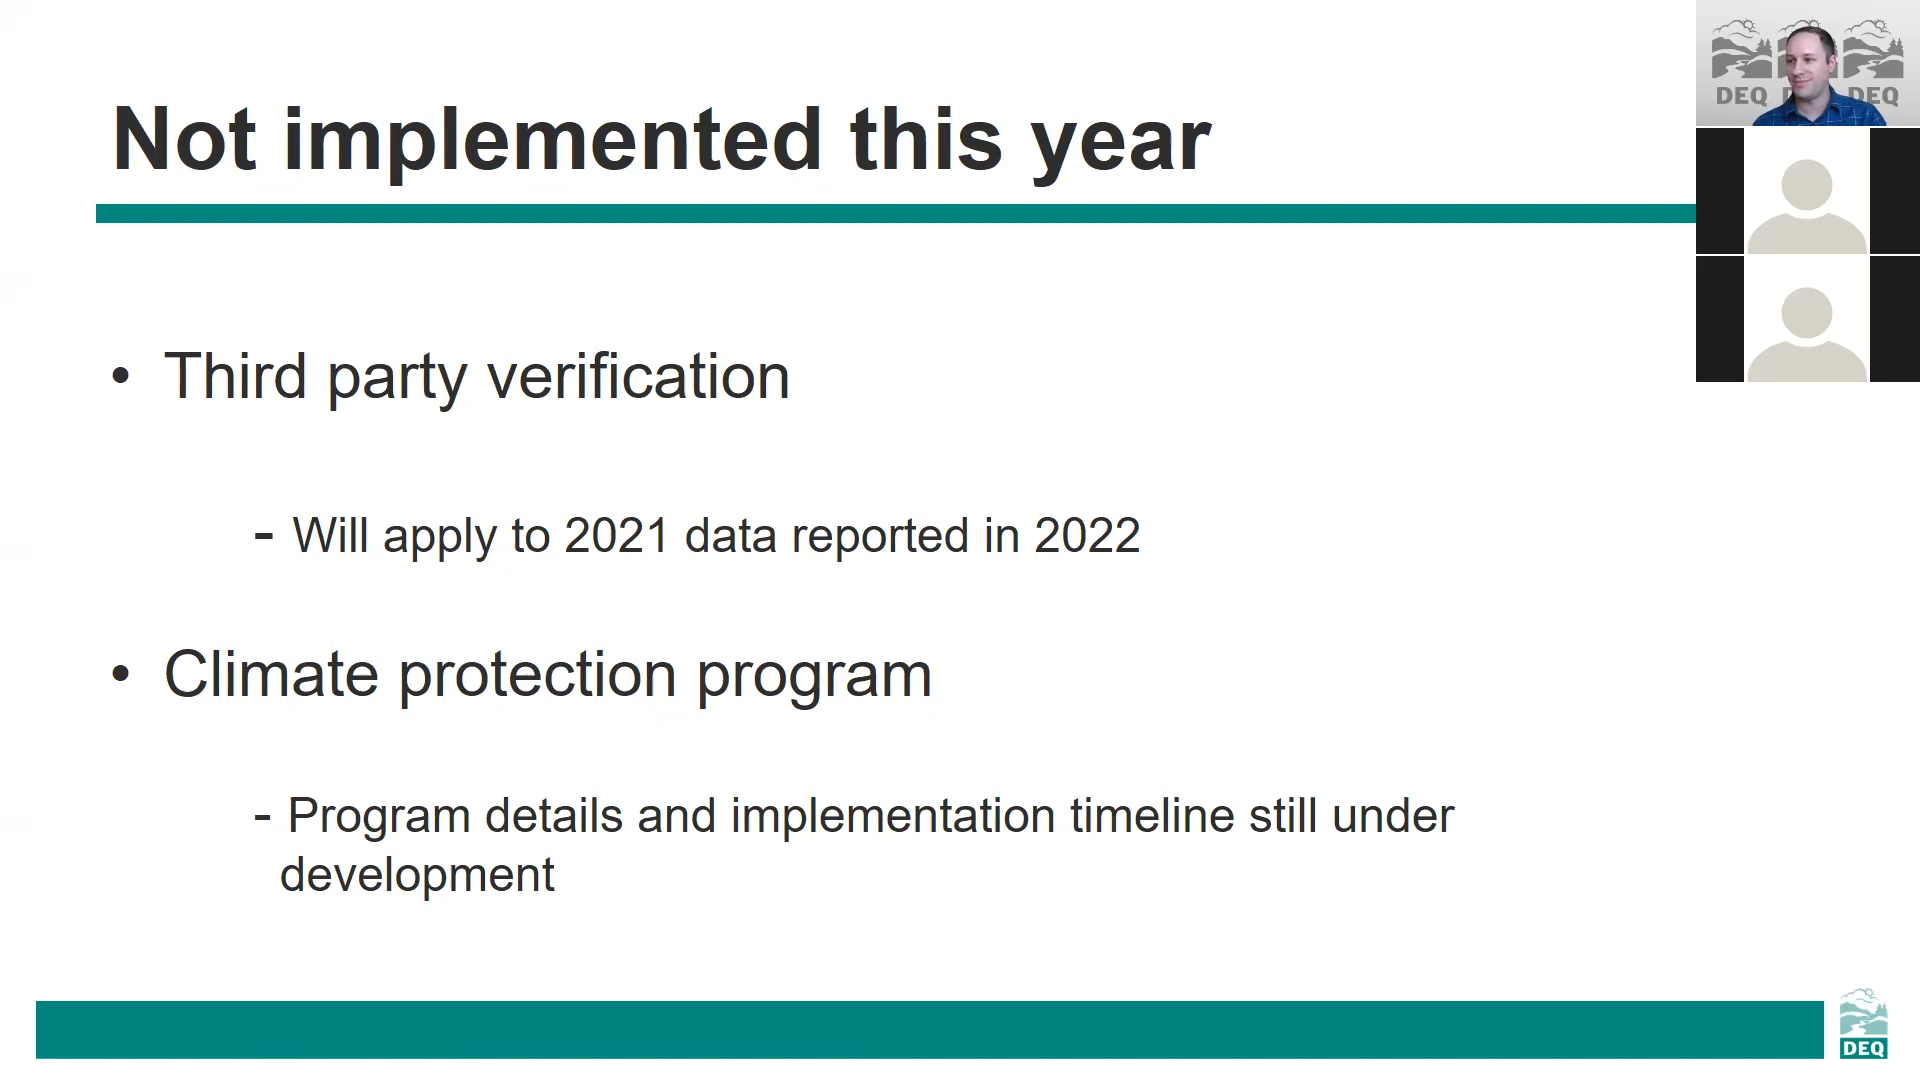 Not implemented this year
• Third party verification
- Will apply to 2021 data reported in 2022
• Climate protection program
- Program details and implementation timeline still under
development
DEQ
DEQ
DEQ